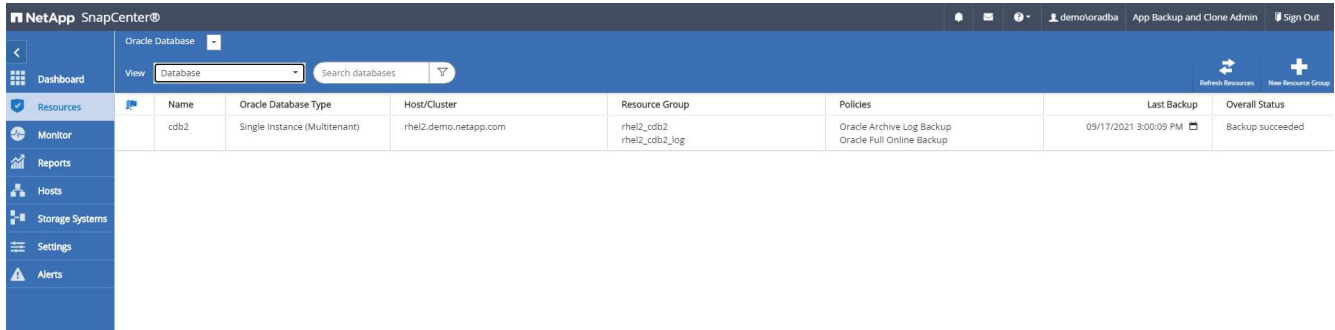 NetApp SnapCenter®
demo\oradba App Backup and Clone Admin Sign Out
Oracle Database
View Database Search databases
Refresh Resources New Resource Group
Dashboard
Resources
Monitor
Reports
Hosts
Storage Systems
Settings
Alerts
Name Oracle Database Type Host/Cluster Resource Group Policies Last Backup Overall Status
cdb2 Single Instance (Multitenant) rhel2.demo.netapp.com rhel2_cdb2 Oracle Archive Log Backup 09/17/2021 3:00:09 PM Backup succeeded
rhel2_cdb2_log Oracle Full Online Backup